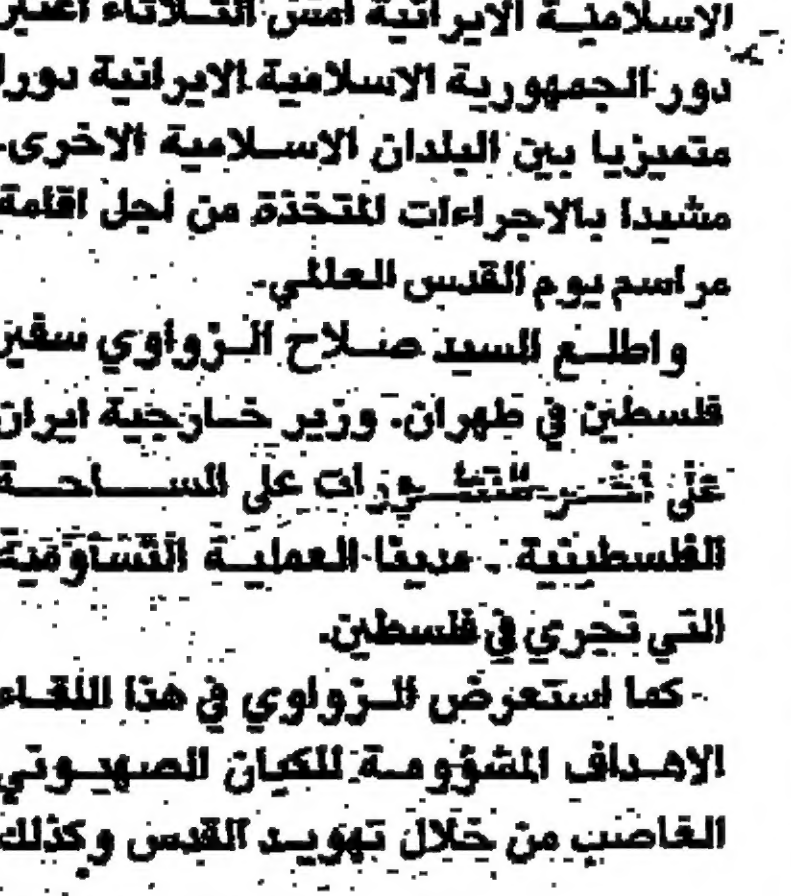 الاسلامية الايرانية امس الثلاثاء اعتبر
دور الجمهورية الاسلامية الايرانية دورا
متميزيا بين البلدان الاسلامية الاخرى.
مشيدا بالاجراءات المتخذة من اجل اقامة
مراسم يوم القدس العالمي.
واطلع السيد صلاح الزواوي سفير
فلسطين في طهران. وزير خارجية ايران
على اخر التطورات على الساحة
الفلسطينية. مدينا العملية التساومية
التي تجري في فلسطين.
كما استعرض الزواوي في هذا اللقاء
الاهداف المشؤومة للكيان الصهيوني
الغاصب من خلال تهويد القدس وكذلك